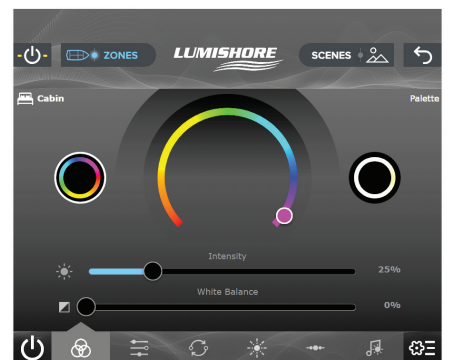 ZONES
LUMISHORE
SCENES
Cabin
Palette
Intensity
25%
White Balance
0%